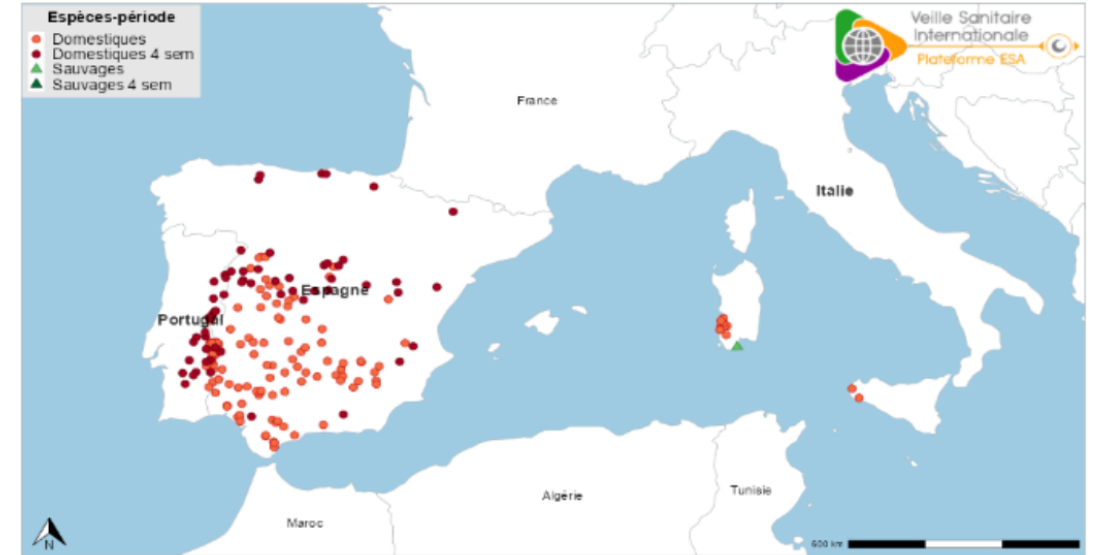 Espèces-période
Domestiques
Domestiques 4 sem
Sauvages
Sauvages 4 sem
Veille Sanitaire
Internationale
Plateforme ESA
France
Italie
Espagne
Portugal
Algérie
Tunisie
Maroc
N
600 km